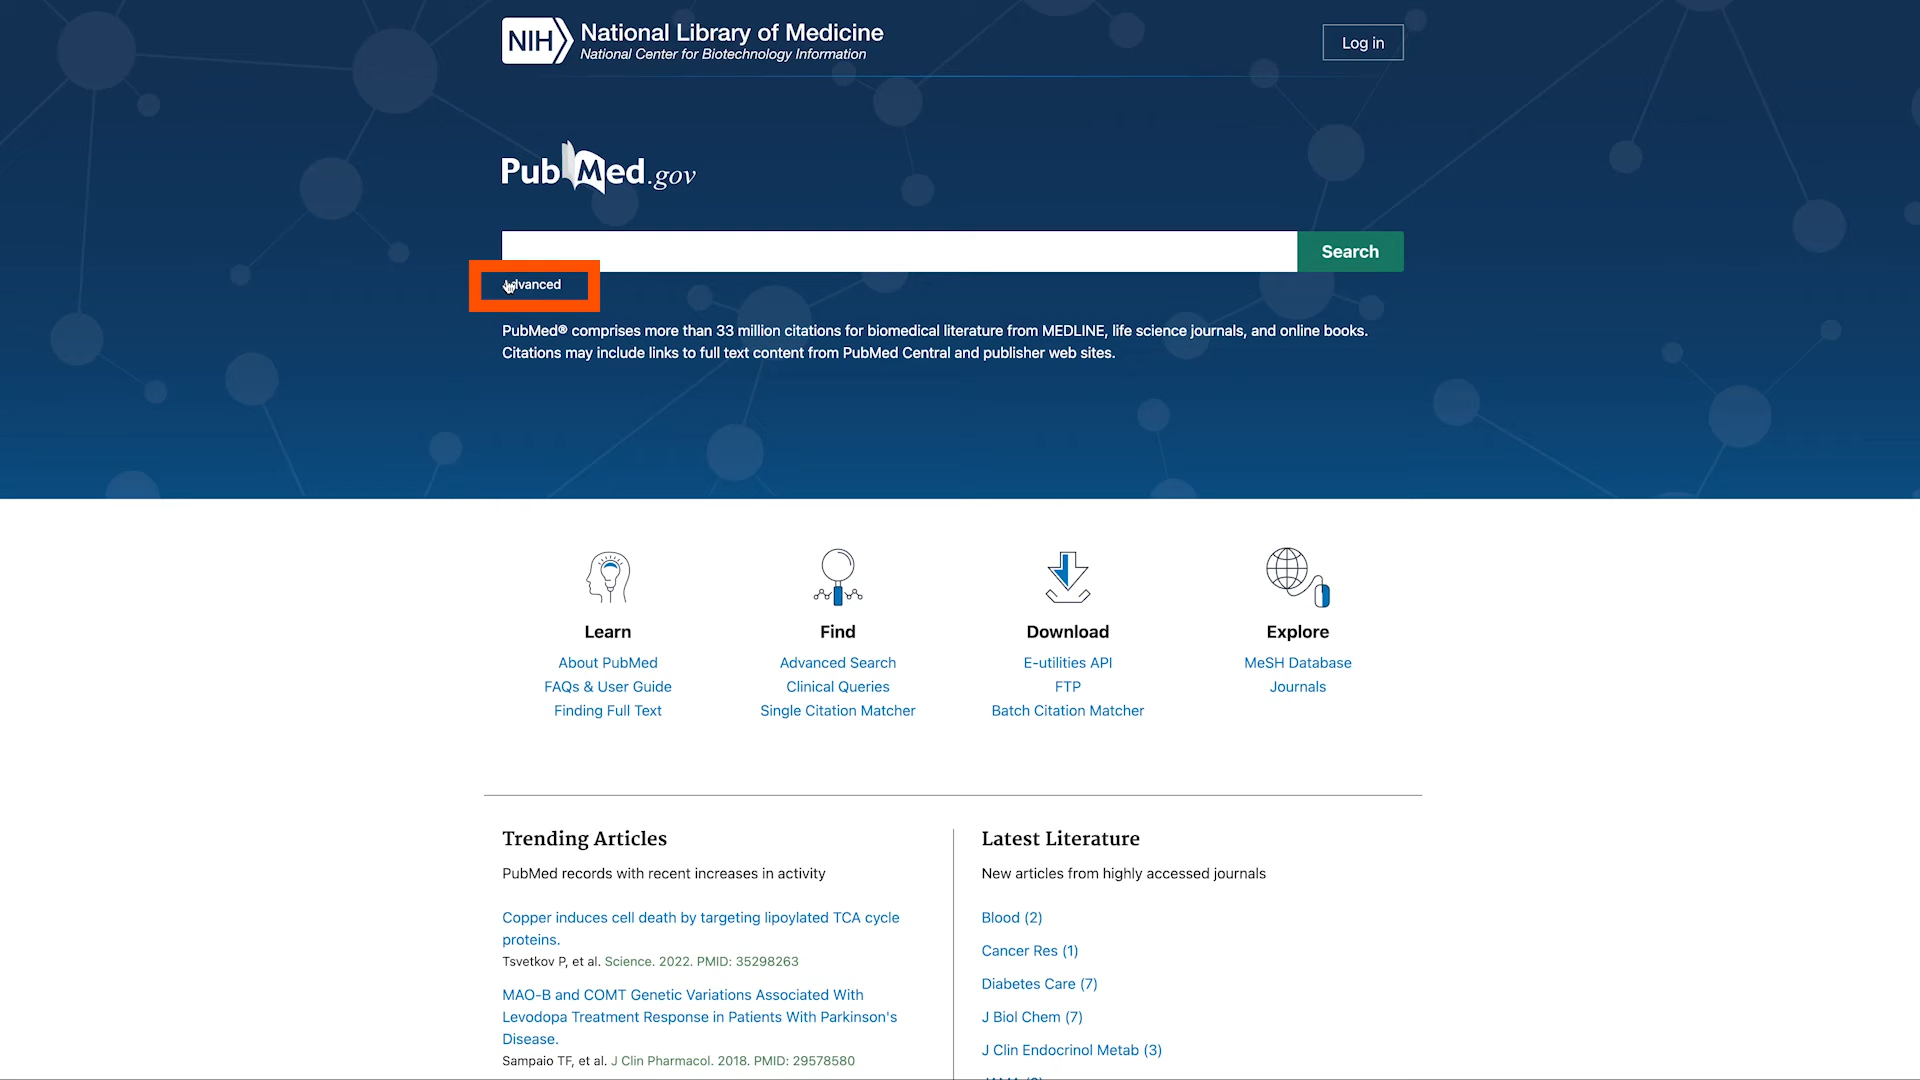 NIH National Library of Medicine
National Center for Biotechnology Information
Log in
PubMed.gov
Search
PubMed® comprises more than 33 million citations for biomedical literature from MEDLINE, life science journals, and online books.
Citations may include links to full text content from PubMed Central and publisher web sites.
Learn
About PubMed
FAQs & User Guide
Finding Full Text
Find
Advanced Search
Clinical Queries
Single Citation Matcher
Download
E-utilities API
FTP
Batch Citation Matcher
Explore
MeSH Database
Journals
Trending Articles
PubMed records with recent increases in activity
Copper induces cell death by targeting lipoylated TCA cycle
proteins.
Tsvetkov P, et al. Science. 2022. PMID: 35298263
MAO-B and COMT Genetic Variations Associated With
Levodopa Treatment Response in Patients With Parkinson's
Disease.
Sampaio TF, et al. J Clin Pharmacol. 2018. PMID: 29578580
Latest Literature
New articles from highly accessed journals
Blood (2)
Cancer Res (1)
Diabetes Care (7)
J Biol Chem (7)
J Clin Endocrinol Metab (3)